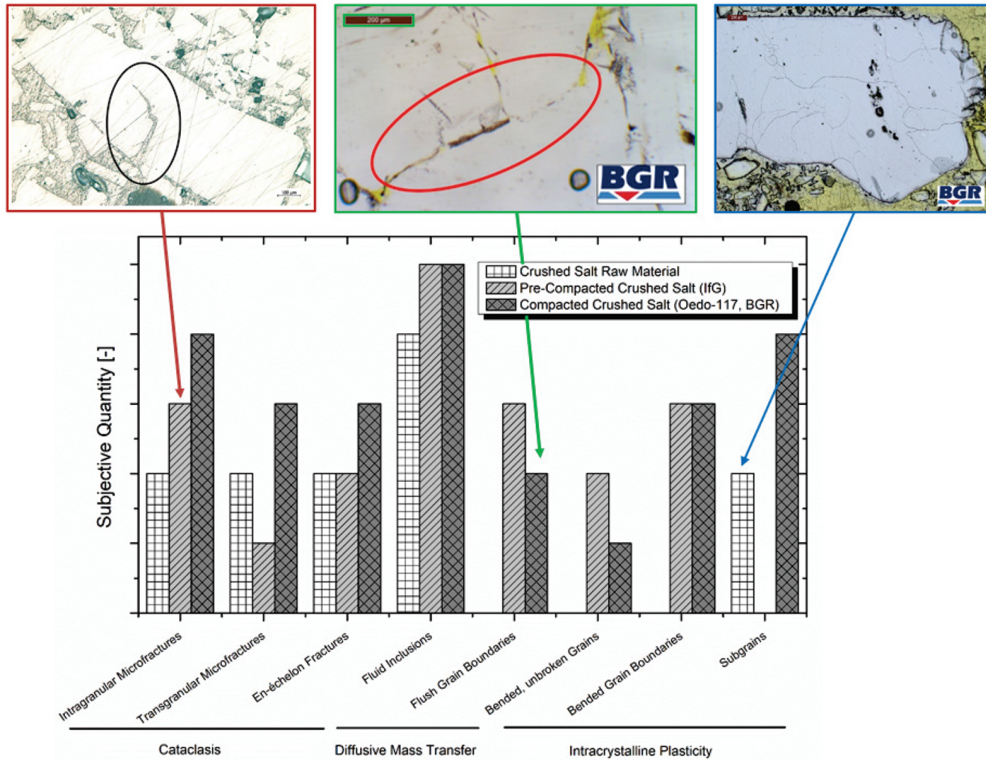 200 µm
100 µm
BGR
BGR
Crushed Salt Raw Material
Pre-Compacted Crushed Salt (IfG)
Compacted Crushed Salt (Oedo-117, BGR)
Subjective Quantity [-]
Intragranular Microfractures
Transgranular Microfractures
En-échelon Fractures
Fluid Inclusions
Flush Grain Boundaries
Bended, unbroken Grains
Bended Grain Boundaries
Subgrains
Cataclasis
Diffusive Mass Transfer
Intracrystalline Plasticity